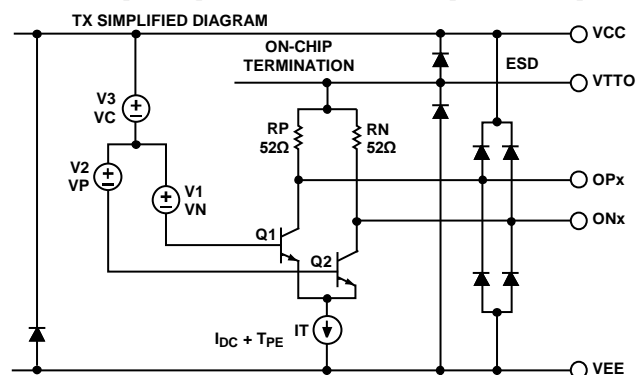 TX SIMPLIFIED DIAGRAM
VCC
ON-CHIP
TERMINATION
ESD
VTTO
V3
VC
RP
52Ω
RN
52Ω
V2
VP
V1
VN
OPx
ONx
Q1
Q2
IDC + TPE
IT
VEE